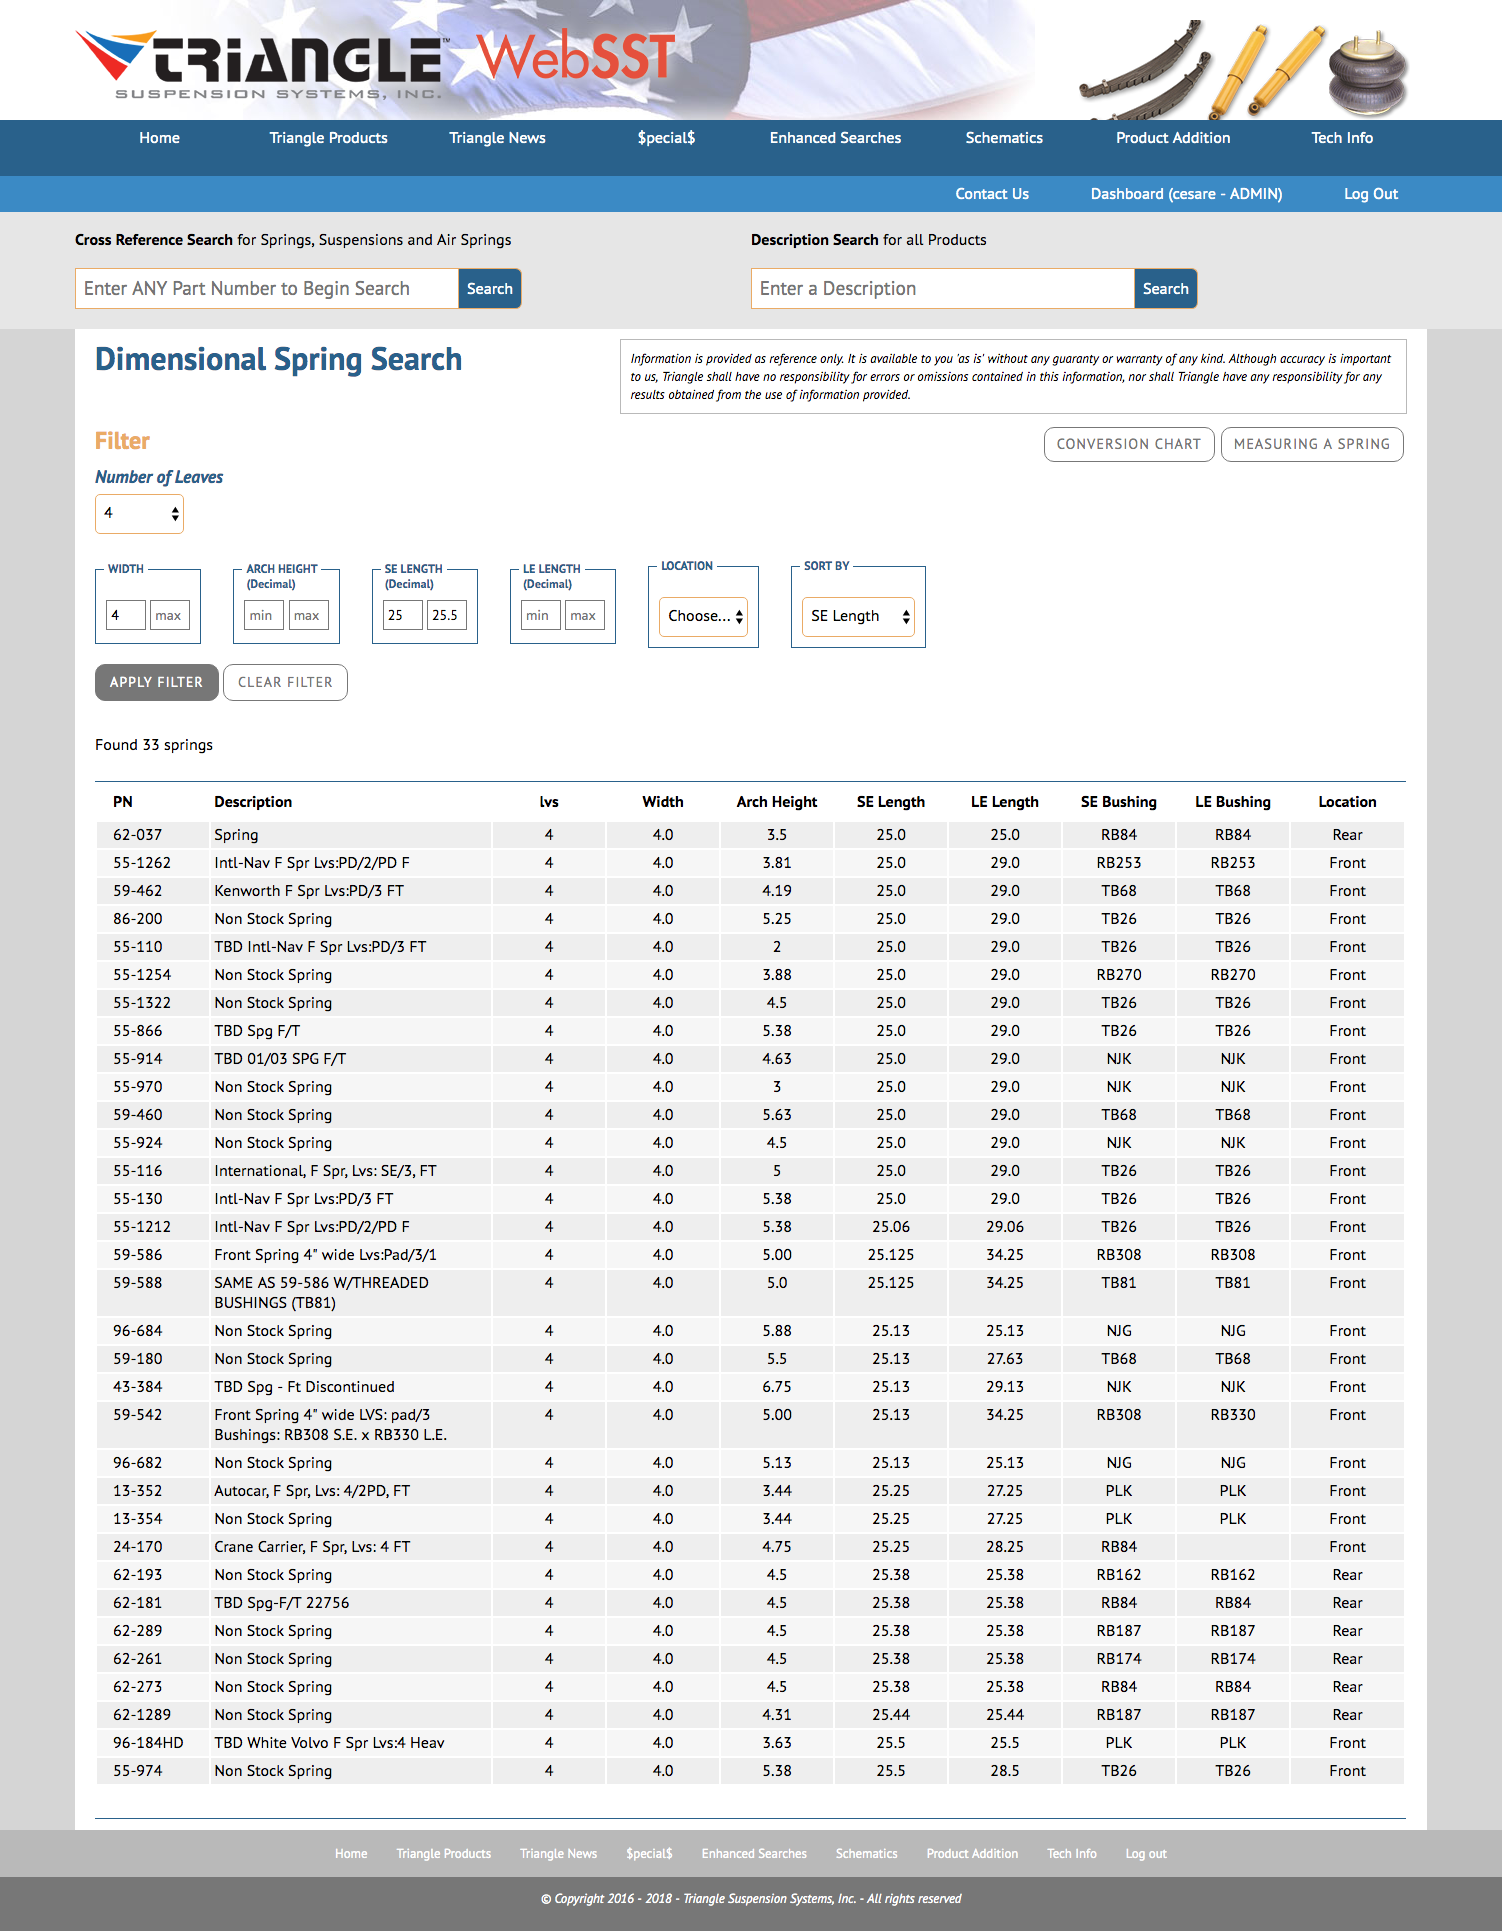 TRIANGLE™ WebSST
SUSPENSION SYSTEMS, INC.
Home Triangle Products Triangle News $pecial$ Enhanced Searches Schematics Product Addition Tech Info
Contact Us Dashboard (cesare - ADMIN) Log Out
Cross Reference Search for Springs, Suspensions and Air Springs
Enter ANY Part Number to Begin Search Search
Description Search for all Products
Enter a Description Search
Dimensional Spring Search
Information is provided as reference only. It is available to you 'as is' without any guaranty or warranty of any kind. Although accuracy is important
to us, Triangle shall have no responsibility for errors or omissions contained in this information, nor shall Triangle have any responsibility for any
results obtained from the use of information provided.
Filter
CONVERSION CHART MEASURING A SPRING
Number of Leaves
4
WIDTH
4 max
ARCH HEIGHT
(Decimal)
min max
SE LENGTH
(Decimal)
25 25.5
LE LENGTH
(Decimal)
min max
LOCATION
Choose...
SORT BY
SE Length
APPLY FILTER CLEAR FILTER
Found 33 springs
PN Description lvs Width Arch Height SE Length LE Length SE Bushing LE Bushing Location
62-037 Spring 4 4.0 3.5 25.0 25.0 RB84 RB84 Rear
55-1262 Intl-Nav F Spr Lvs:PD/2/PD F 4 4.0 3.81 25.0 29.0 RB253 RB253 Front
59-462 Kenworth F Spr Lvs:PD/3 FT 4 4.0 4.19 25.0 29.0 TB68 TB68 Front
86-200 Non Stock Spring 4 4.0 5.25 25.0 29.0 TB26 TB26 Front
55-110 TBD Intl-Nav F Spr Lvs:PD/3 FT 4 4.0 2 25.0 29.0 TB26 TB26 Front
55-1254 Non Stock Spring 4 4.0 3.88 25.0 29.0 RB270 RB270 Front
55-1322 Non Stock Spring 4 4.0 4.5 25.0 29.0 TB26 TB26 Front
55-866 TBD Spg F/T 4 4.0 5.38 25.0 29.0 TB26 TB26 Front
55-914 TBD 01/03 SPG F/T 4 4.0 4.63 25.0 29.0 NJK NJK Front
55-970 Non Stock Spring 4 4.0 3 25.0 29.0 NJK NJK Front
59-460 Non Stock Spring 4 4.0 5.63 25.0 29.0 TB68 TB68 Front
55-924 Non Stock Spring 4 4.0 4.5 25.0 29.0 NJK NJK Front
55-116 International, F Spr, Lvs: SE/3, FT 4 4.0 5 25.0 29.0 TB26 TB26 Front
55-130 Intl-Nav F Spr Lvs:PD/3 FT 4 4.0 5.38 25.0 29.0 TB26 TB26 Front
55-1212 Intl-Nav F Spr Lvs:PD/2/PD F 4 4.0 5.38 25.06 29.06 TB26 TB26 Front
59-586 Front Spring 4" wide Lvs:Pad/3/1 4 4.0 5.00 25.125 34.25 RB308 RB308 Front
59-588 SAME AS 59-586 W/THREADED 4 4.0 5.0 25.125 34.25 TB81 TB81 Front
BUSHINGS (TB81)
96-684 Non Stock Spring 4 4.0 5.88 25.13 25.13 NJG NJG Front
59-180 Non Stock Spring 4 4.0 5.5 25.13 27.63 TB68 TB68 Front
43-384 TBD Spg - Ft Discontinued 4 4.0 6.75 25.13 29.13 NJK NJK Front
59-542 Front Spring 4" wide LVS: pad/3 4 4.0 5.00 25.13 34.25 RB308 RB330 Front
Bushings: RB308 S.E. x RB330 L.E.
96-682 Non Stock Spring 4 4.0 5.13 25.13 25.13 NJG NJG Front
13-352 Autocar, F Spr, Lvs: 4/2PD, FT 4 4.0 3.44 25.25 27.25 PLK PLK Front
13-354 Non Stock Spring 4 4.0 3.44 25.25 27.25 PLK PLK Front
24-170 Crane Carrier, F Spr, Lvs: 4 FT 4 4.0 4.75 25.25 28.25 RB84 Front
62-193 Non Stock Spring 4 4.0 4.5 25.38 25.38 RB162 RB162 Rear
62-181 TBD Spg-F/T 22756 4 4.0 4.5 25.38 25.38 RB84 RB84 Rear
62-289 Non Stock Spring 4 4.0 4.5 25.38 25.38 RB187 RB187 Rear
62-261 Non Stock Spring 4 4.0 4.5 25.38 25.38 RB174 RB174 Rear
62-273 Non Stock Spring 4 4.0 4.5 25.38 25.38 RB84 RB84 Rear
62-1289 Non Stock Spring 4 4.0 4.31 25.44 25.44 RB187 RB187 Rear
96-184HD TBD White Volvo F Spr Lvs:4 Heav 4 4.0 3.63 25.5 25.5 PLK PLK Front
55-974 Non Stock Spring 4 4.0 5.38 25.5 28.5 TB26 TB26 Front
Home Triangle Products Triangle News $pecial$ Enhanced Searches Schematics Product Addition Tech Info Log out
© Copyright 2016 - 2018 - Triangle Suspension Systems, Inc. - All rights reserved